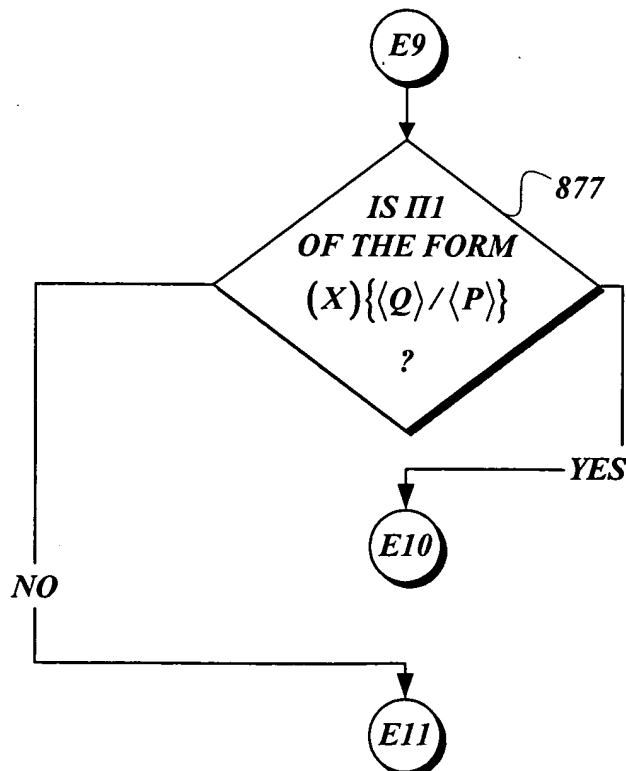 E9
877
IS Π1
OF THE FORM
(X){⟨Q⟩/⟨P⟩}
?
YES
E10
NO
E11